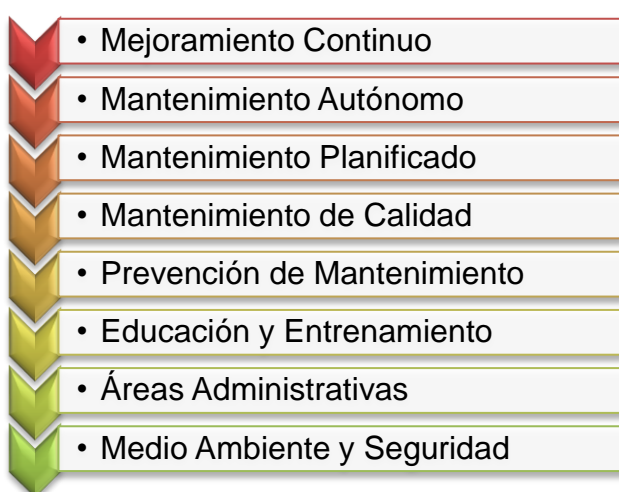 • Mejoramiento Continuo
• Mantenimiento Autónomo
• Mantenimiento Planificado
• Mantenimiento de Calidad
• Prevención de Mantenimiento
• Educación y Entrenamiento
• Áreas Administrativas
• Medio Ambiente y Seguridad